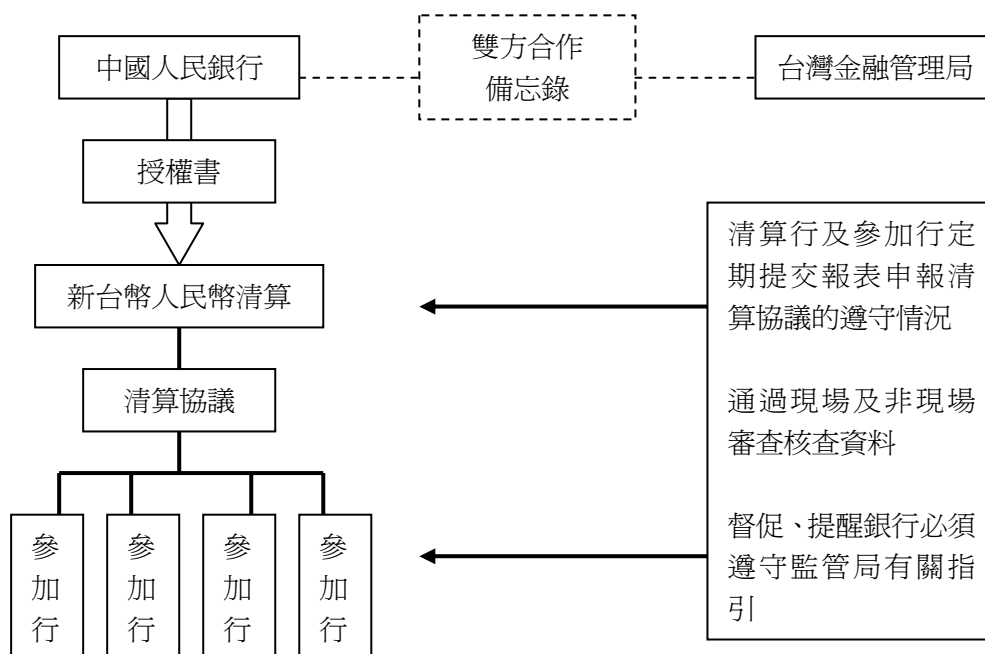 中國人民銀行
雙方合作
備忘錄
台灣金融管理局
授權書
新台幣人民幣清算
清算協議
參加行
參加行
參加行
參加行
清算行及參加行定
期提交報表申報清
算協議的遵守情況
通過現場及非現場
審查核查資料
督促、提醒銀行必須
遵守監管局有關指
引